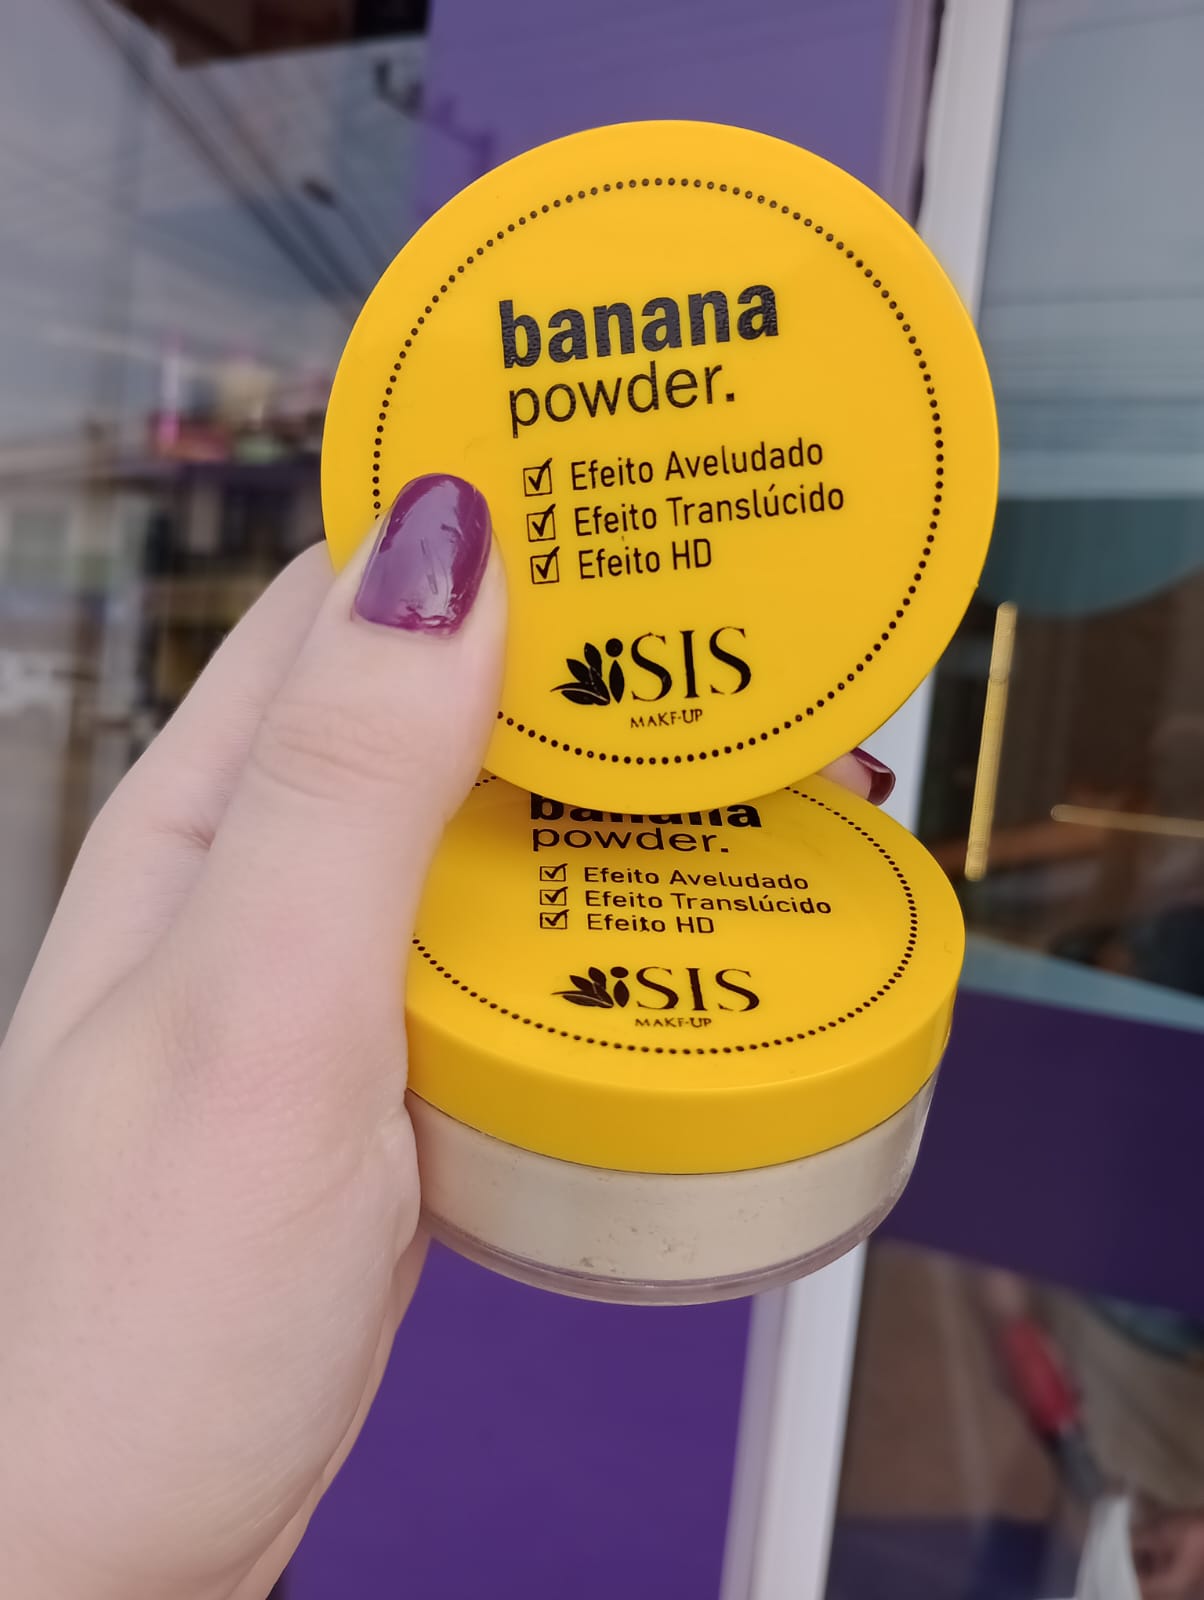 banana
powder.
Efeito Aveludado
Efeito Translúcido
Efeito HD
iSIS
MAKE-UP
banana
powder.
Efeito Aveludado
Efeito Translúcido
Efeito HD
iSIS
MAKE-UP